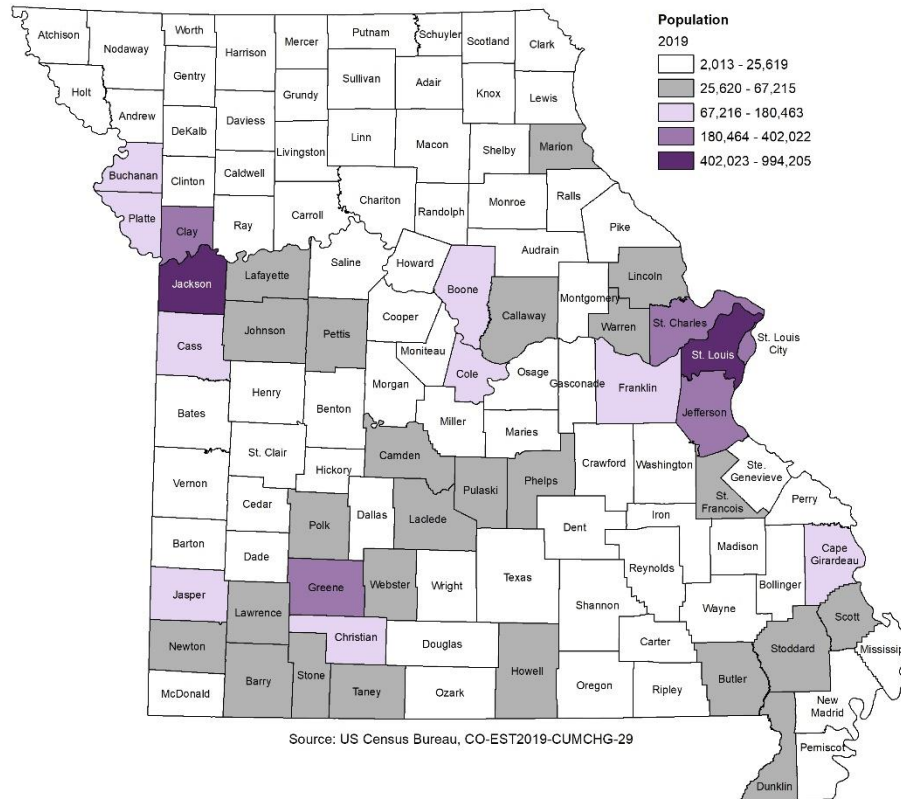 Population
2019
2,013 - 25,619
25,620 - 67,215
67,216 - 180,463
180,464 - 402,022
402,023 - 994,205
Atchison
Nodaway
Worth
Harrison
Mercer
Putnam
Schuyler
Scotland
Clark
Holt
Gentry
Grundy
Sullivan
Adair
Knox
Lewis
Andrew
DeKalb
Daviess
Livingston
Linn
Macon
Shelby
Marion
Buchanan
Clinton
Caldwell
Platte
Clay
Ray
Carroll
Chariton
Randolph
Monroe
Ralls
Pike
Audrain
Jackson
Lafayette
Saline
Howard
Boone
Callaway
Montgomery
Lincoln
Warren
St. Charles
St. Louis
St. Louis
City
Cass
Johnson
Pettis
Cooper
Moniteau
Cole
Osage
Gasconade
Franklin
Jefferson
Bates
Henry
Benton
Morgan
Miller
Maries
St. Clair
Hickory
Camden
Pulaski
Phelps
Crawford
Washington
St.
Francois
Ste.
Genevieve
Perry
Vernon
Cedar
Polk
Dallas
Laclede
Dent
Iron
Madison
Bollinger
Cape
Girardeau
Barton
Dade
Greene
Webster
Wright
Texas
Reynolds
Shannon
Wayne
Jasper
Lawrence
Christian
Douglas
Howell
Carter
Butler
Stoddard
Scott
Mississip
Newton
Barry
Stone
Taney
Ozark
Oregon
Ripley
McDonald
New
Madrid
Pemiscot
Dunklin
Source: US Census Bureau, CO-EST2019-CUMCHG-29